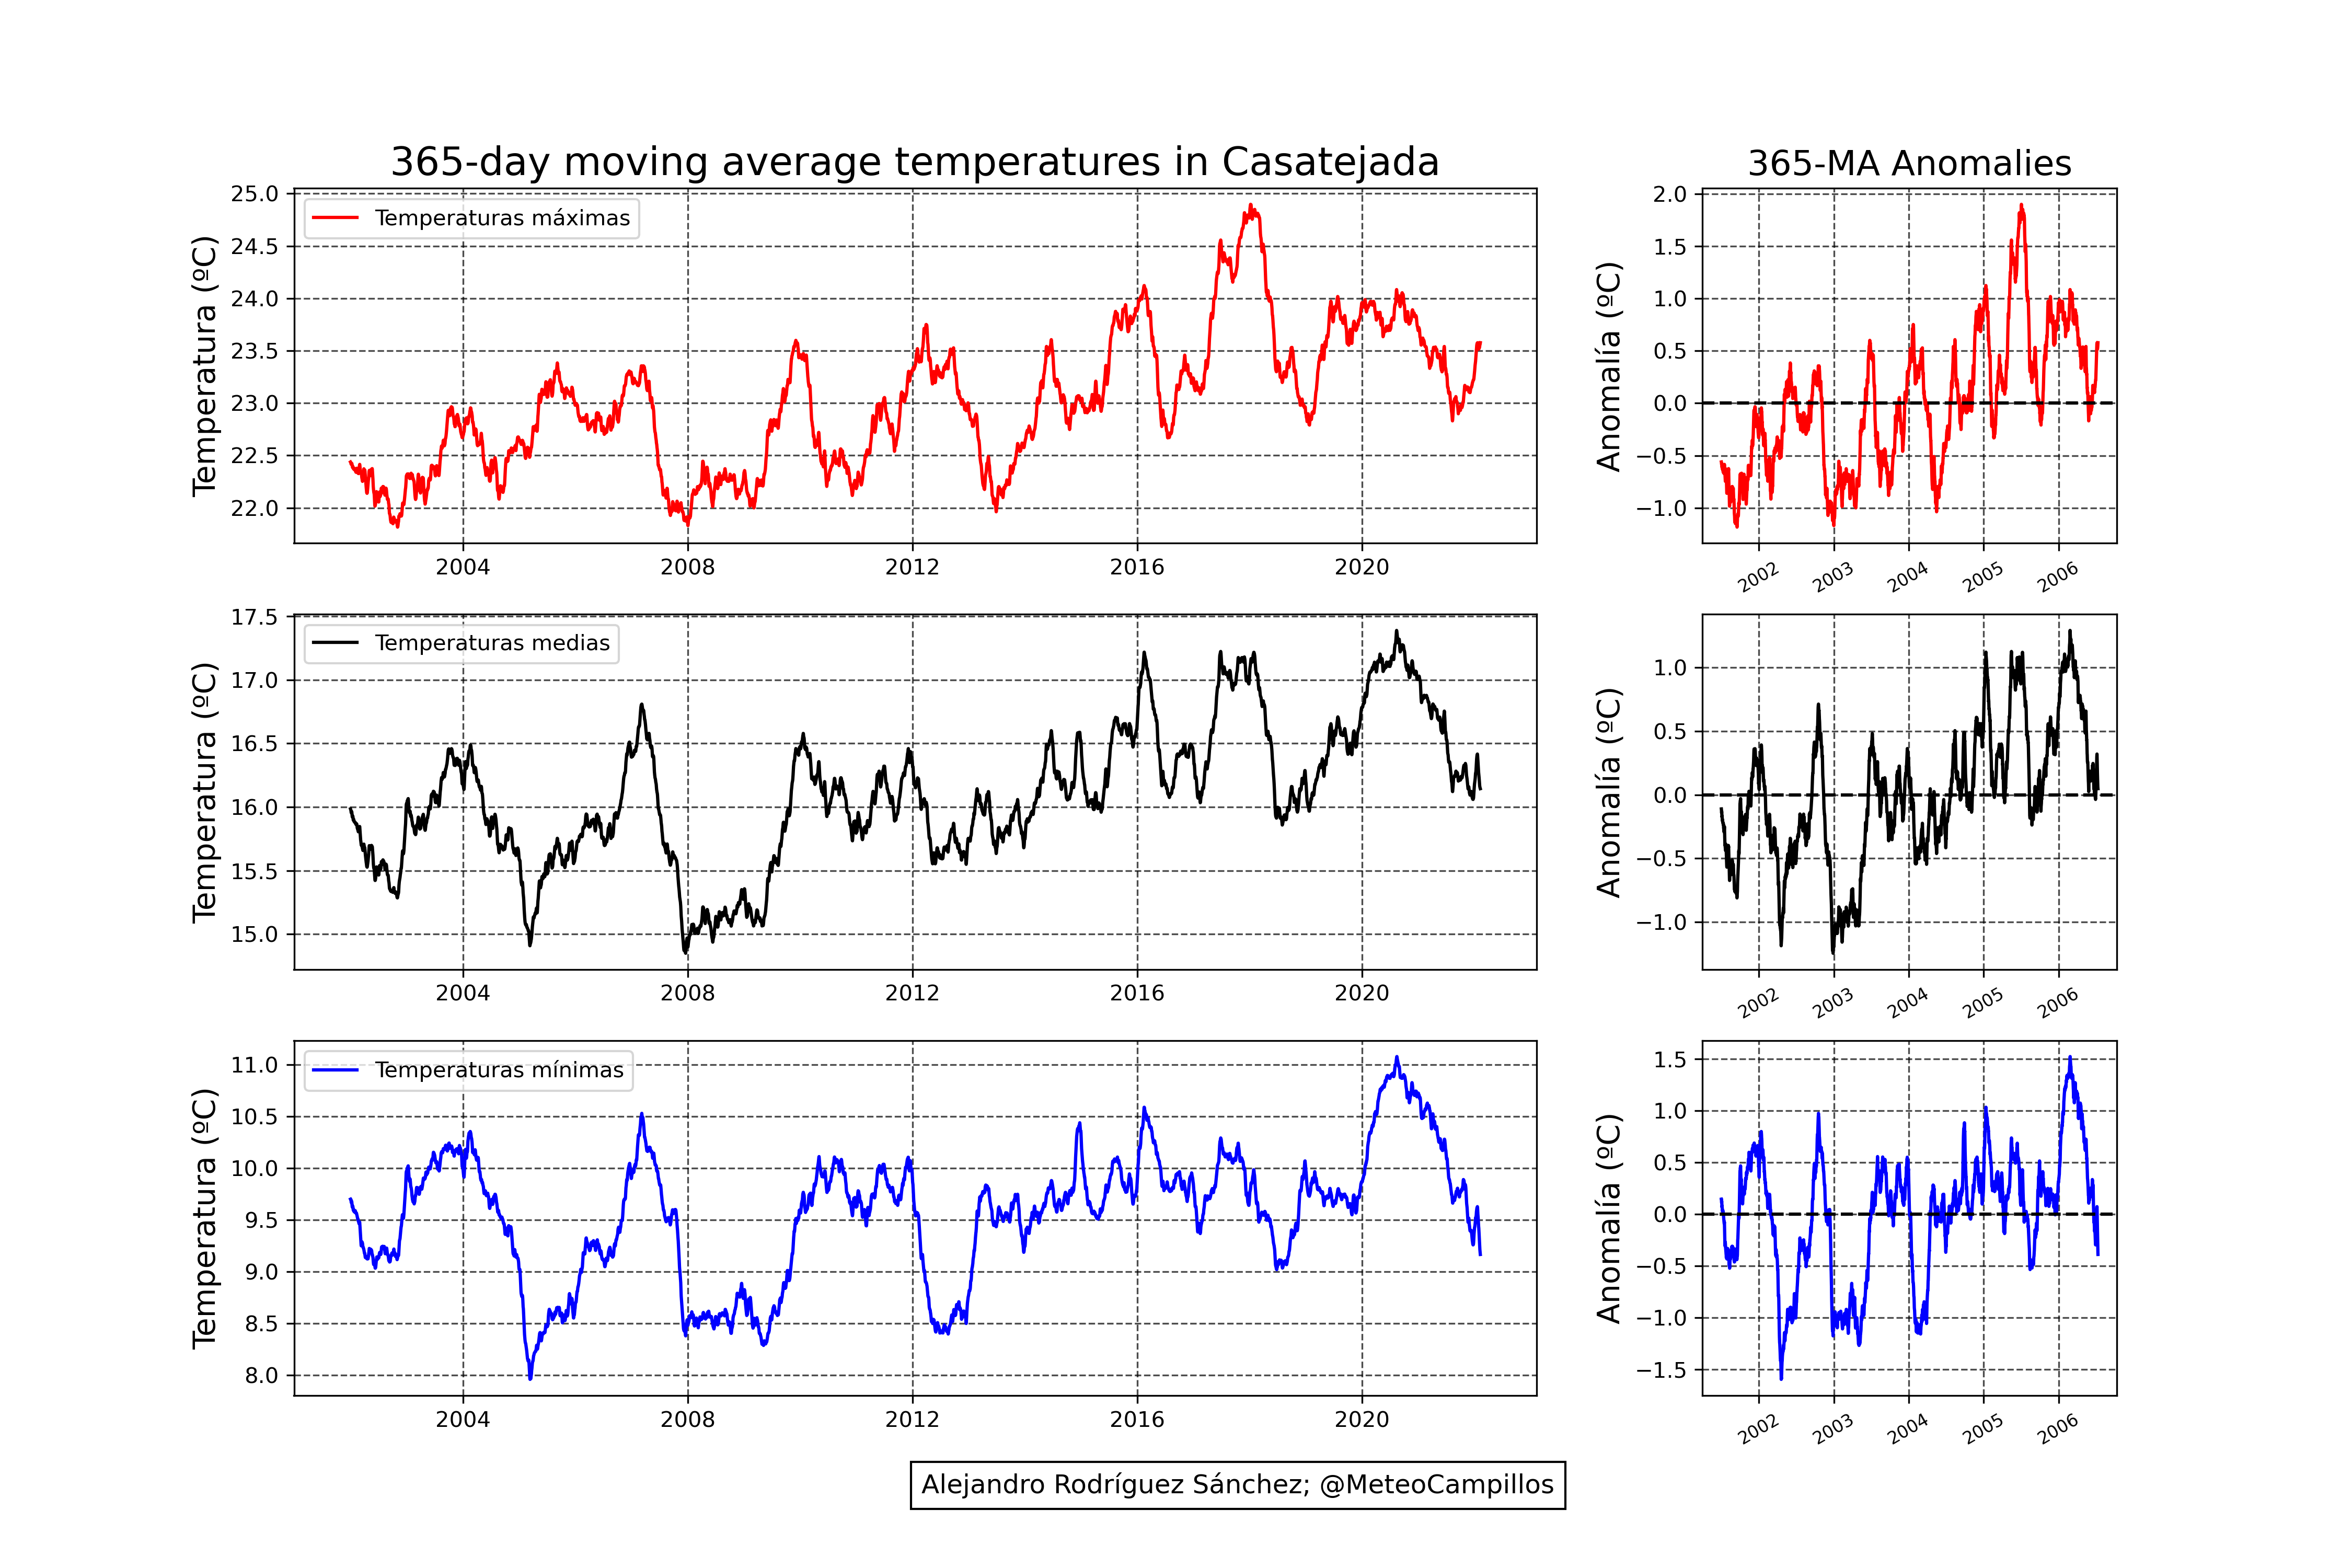 365-day moving average temperatures in Casatejada
365-MA Anomalies
Temperatura (ºC)
25.0
24.5
24.0
23.5
23.0
22.5
22.0
Temperaturas máximas
2004 2008 2012 2016 2020
Anomalía (ºC)
2.0
1.5
1.0
0.5
0.0
−0.5
−1.0
2002 2003 2004 2005 2006
Temperatura (ºC)
17.5
17.0
16.5
16.0
15.5
15.0
Temperaturas medias
2004 2008 2012 2016 2020
Anomalía (ºC)
1.0
0.5
0.0
−0.5
−1.0
2002 2003 2004 2005 2006
Temperatura (ºC)
11.0
10.5
10.0
9.5
9.0
8.5
8.0
Temperaturas mínimas
2004 2008 2012 2016 2020
Anomalía (ºC)
1.5
1.0
0.5
0.0
−0.5
−1.0
−1.5
2002 2003 2004 2005 2006
Alejandro Rodríguez Sánchez; @MeteoCampillos